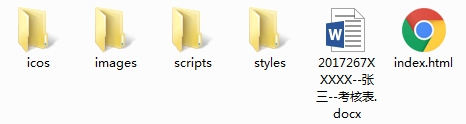 icos
images
scripts
styles
2017267X
XXXX--张
三--考核表.
docx
index.html